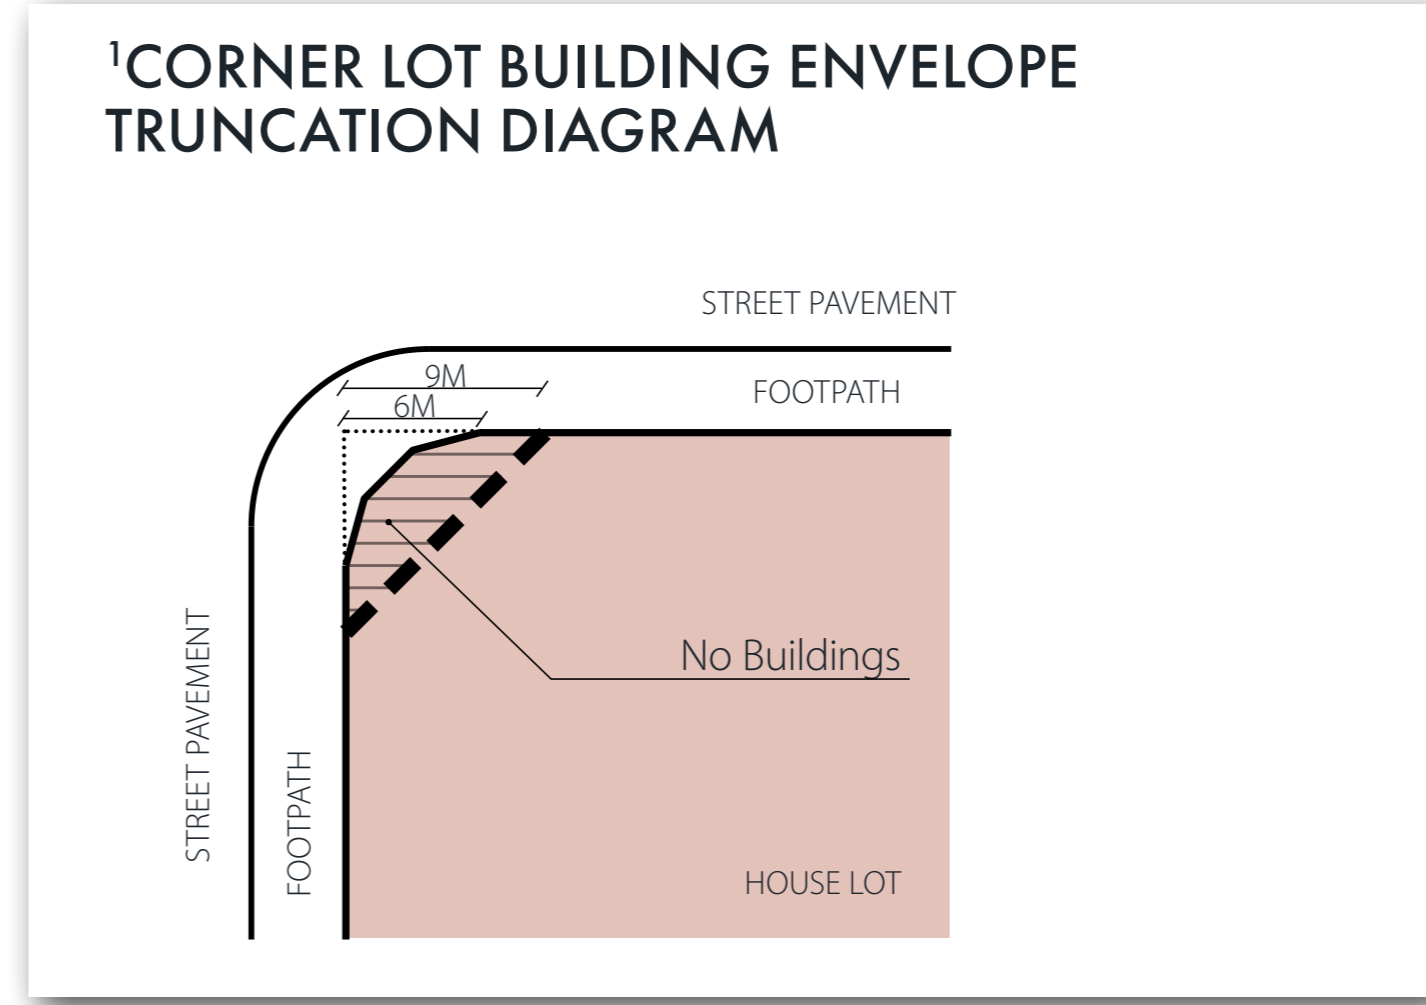 ¹CORNER LOT BUILDING ENVELOPE
TRUNCATION DIAGRAM
STREET PAVEMENT
9M
FOOTPATH
6M
No Buildings
STREET PAVEMENT
FOOTPATH
HOUSE LOT